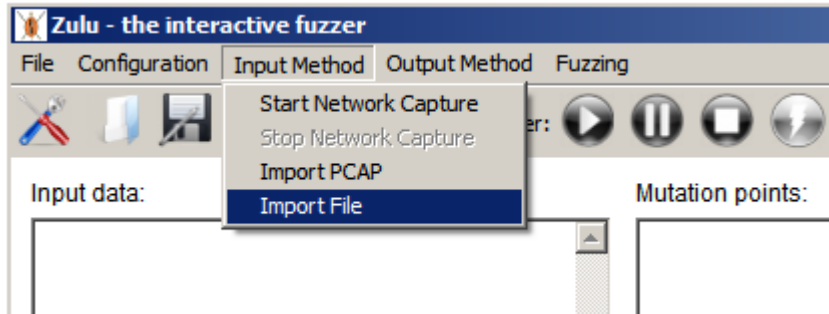 Zulu - the interactive fuzzer
File Configuration Input Method Output Method Fuzzing
Start Network Capture
Stop Network Capture
Import PCAP
Import File
er:
Input data:
Mutation points: